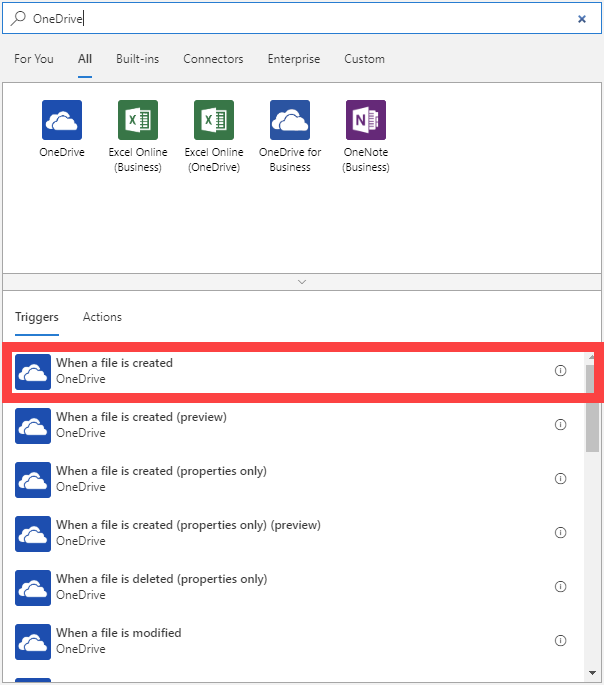 OneDrive
For You All Built-ins Connectors Enterprise Custom
OneDrive Excel Online Excel Online OneDrive for OneNote
(Business) (OneDrive) Business (Business)
Triggers Actions
When a file is created
OneDrive
When a file is created (preview)
OneDrive
When a file is created (properties only)
OneDrive
When a file is created (properties only) (preview)
OneDrive
When a file is deleted (properties only)
OneDrive
When a file is modified
OneDrive